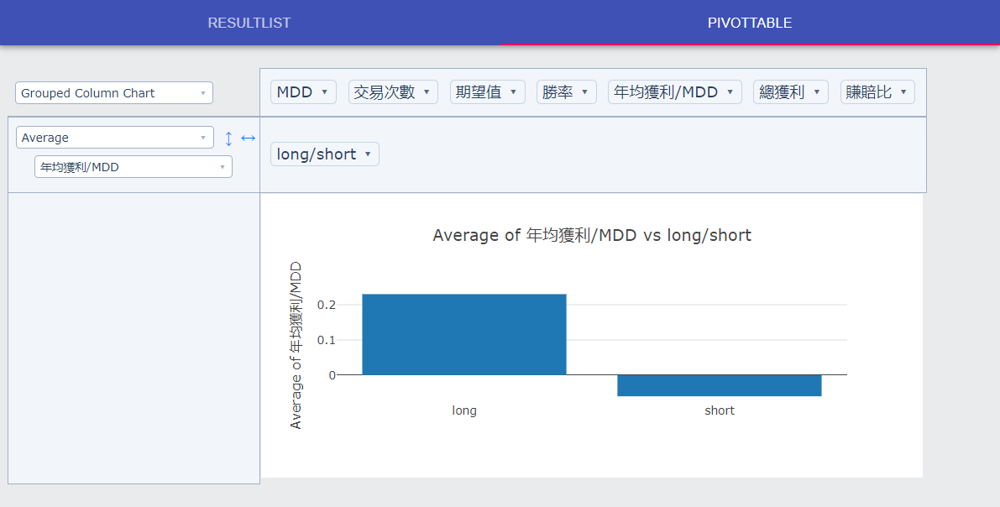 RESULTLIST PIVOTTABLE
Grouped Column Chart
MDD 交易次數 期望值 勝率 年均獲利/MDD 總獲利 賺賠比
Average
年均獲利/MDD
long/short
Average of 年均獲利/MDD vs long/short
Average of 年均獲利/MDD
0.2
0.1
0
long short